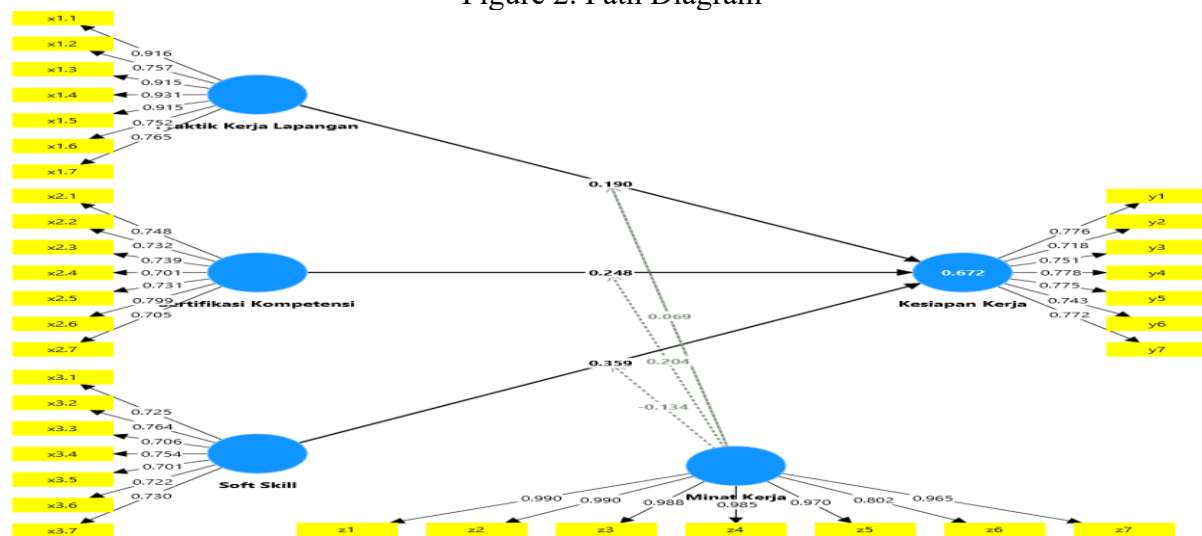 Figure 2. Path Diagram
x1.1
x1.2
x1.3
x1.4
x1.5
x1.6
x1.7
0.916
0.757
0.915
0.931
0.915
0.752
0.765
Praktik Kerja Lapangan
x2.1
x2.2
x2.3
x2.4
x2.5
x2.6
x2.7
0.748
0.732
0.739
0.701
0.731
0.799
0.705
Sertifikasi Kompetensi
x3.1
x3.2
x3.3
x3.4
x3.5
x3.6
x3.7
0.725
0.764
0.706
0.754
0.701
0.722
0.730
Soft Skill
0.190
0.248
0.359
0.069
0.204
-0.134
0.672
Kesiapan Kerja
0.776
0.718
0.751
0.778
0.775
0.743
0.772
y1
y2
y3
y4
y5
y6
y7
Minat Kerja
0.990
0.990
0.988
0.985
0.970
0.802
0.965
z1
z2
z3
z4
z5
z6
z7